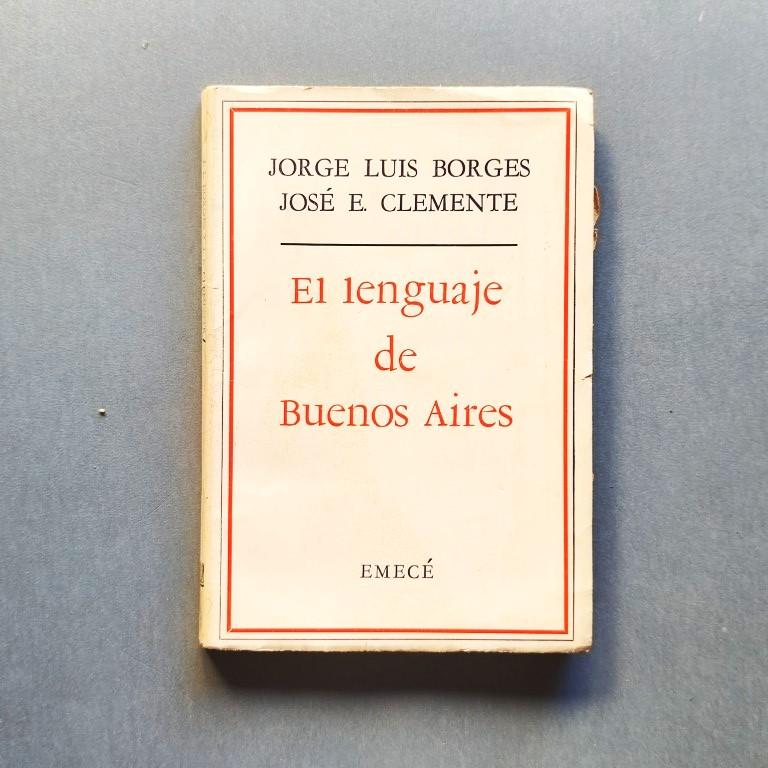 JORGE LUIS BORGES
JOSÉ E. CLEMENTE
El lenguaje
de
Buenos Aires
EMECÉ